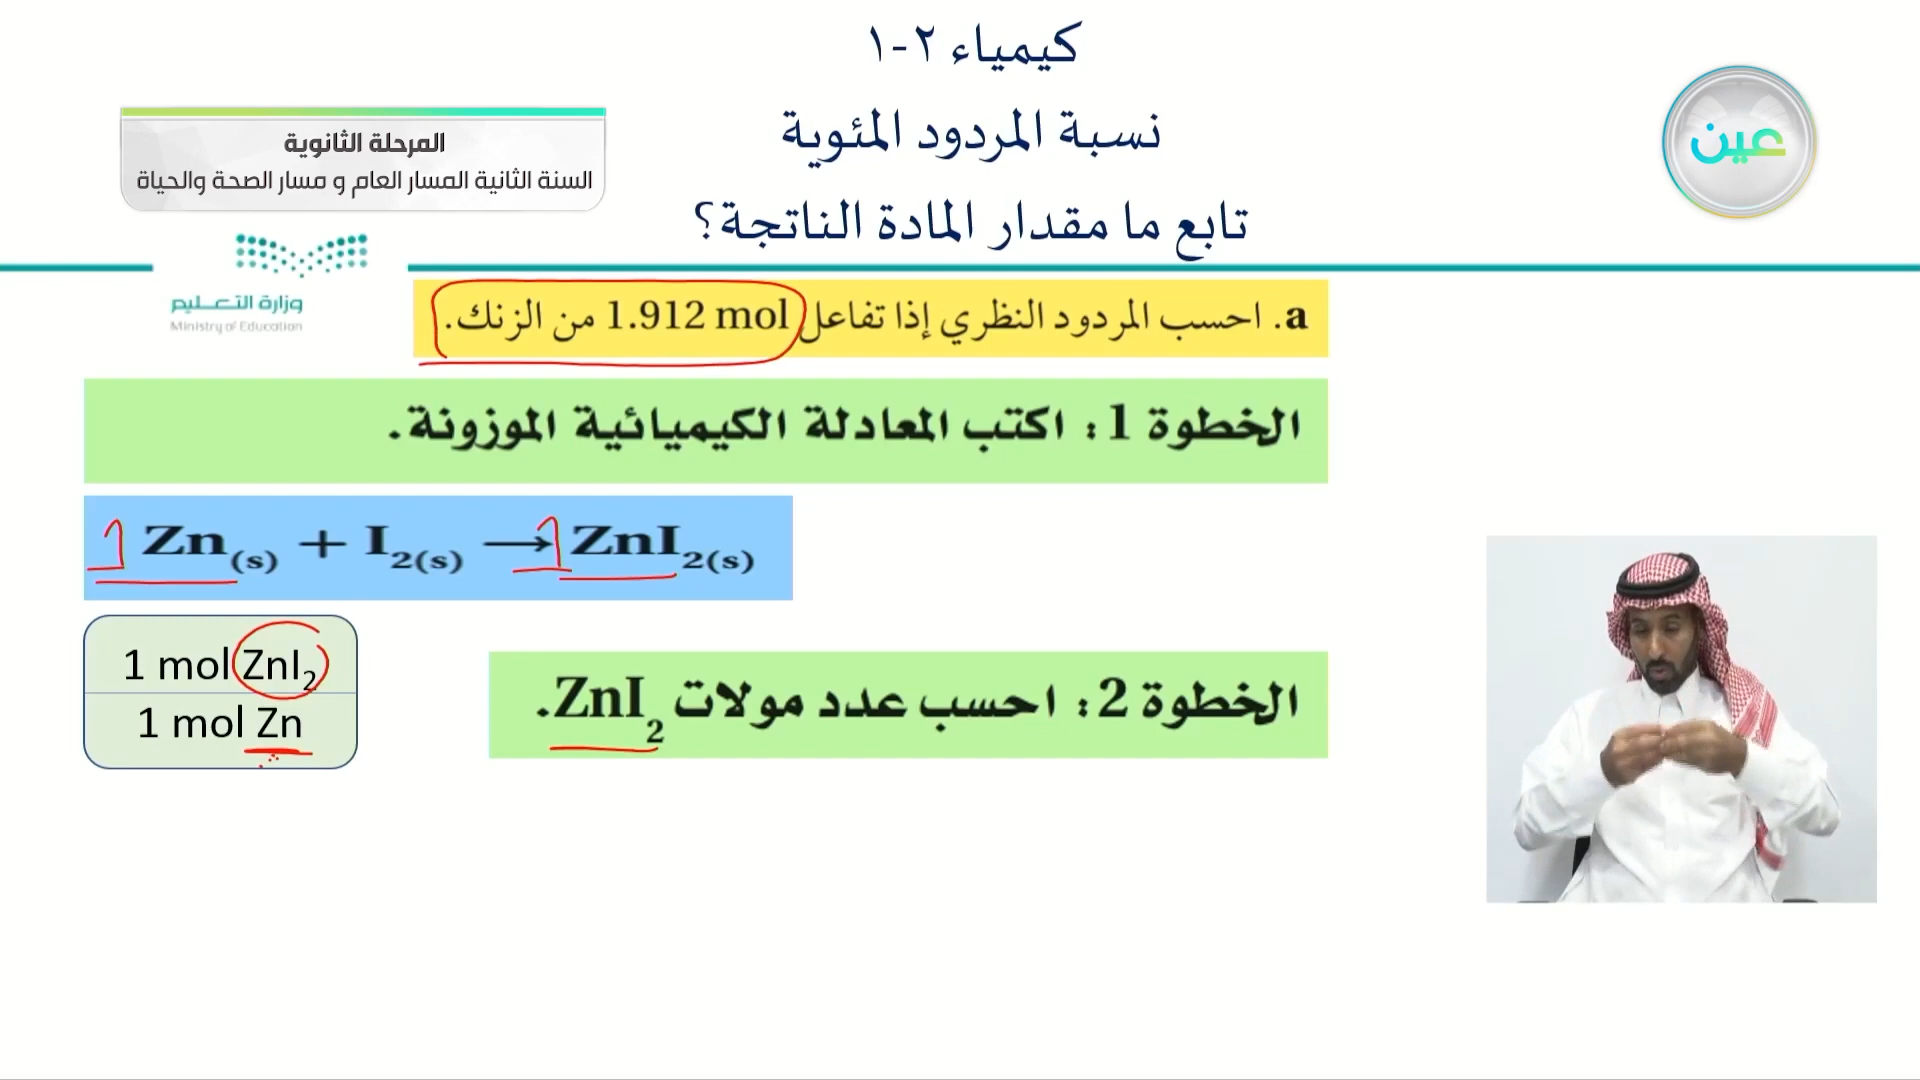 كيمياء ٢-١
نسبة المردود المئوية
تابع ما مقدار المادة الناتجة؟
عين
المرحلة الثانوية
السنة الثانية المسار العام و مسار الصحة والحياة
وزارة التعليم
Ministry of Education
a. احسب المردود النظري إذا تفاعل 1.912 mol من الزنك.
الخطوة 1: اكتب المعادلة الكيميائية الموزونة.
1 Zn(s) + I2(s) → 1 ZnI2(s)
1 mol ZnI2
1 mol Zn
الخطوة 2: احسب عدد مولات ZnI2.